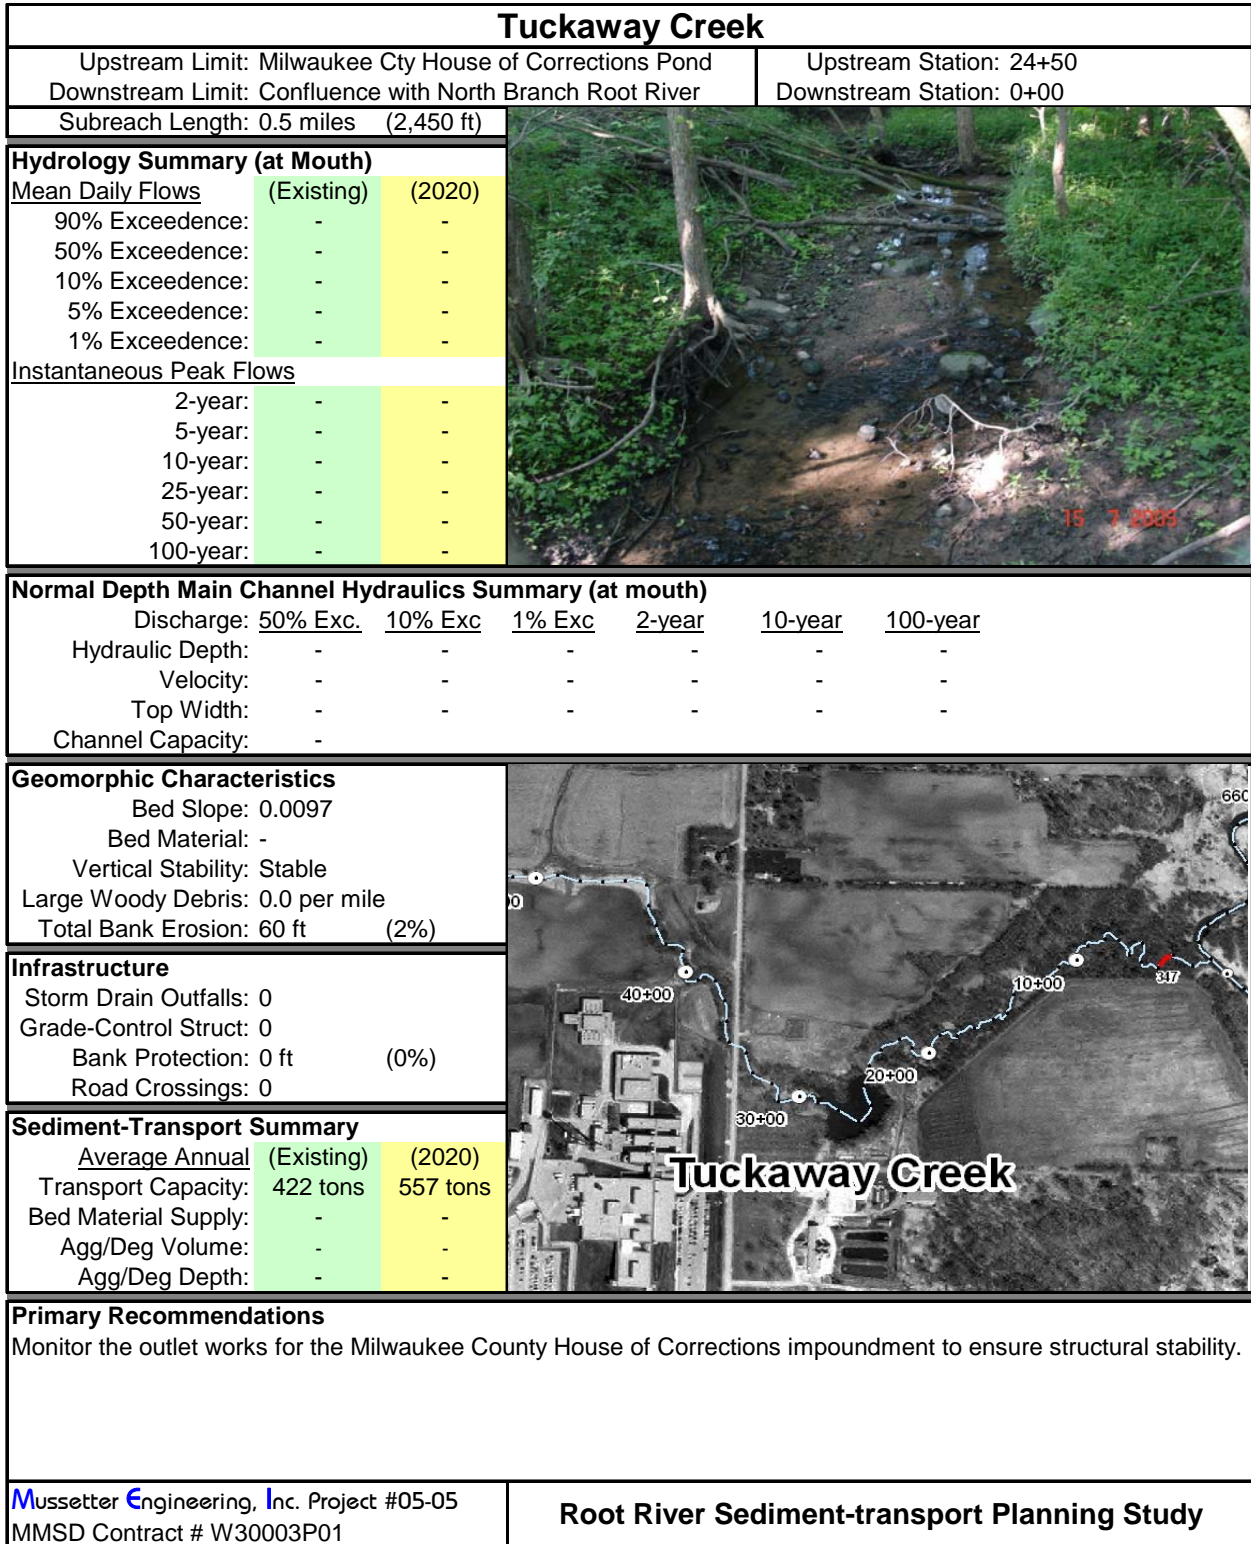 Tuckaway Creek
Upstream Limit: Milwaukee Cty House of Corrections Pond
Upstream Station: 24+50
Downstream Limit: Confluence with North Branch Root River
Downstream Station: 0+00
Subreach Length: 0.5 miles (2,450 ft)
Hydrology Summary (at Mouth)
Mean Daily Flows (Existing) (2020)
90% Exceedence: - -
50% Exceedence: - -
10% Exceedence: - -
5% Exceedence: - -
1% Exceedence: - -
Instantaneous Peak Flows
2-year: - -
5-year: - -
10-year: - -
25-year: - -
50-year: - -
100-year: - -
15 7 2005
Normal Depth Main Channel Hydraulics Summary (at mouth)
Discharge: 50% Exc. 10% Exc 1% Exc 2-year 10-year 100-year
Hydraulic Depth: - - - - - -
Velocity: - - - - - -
Top Width: - - - - - -
Channel Capacity: -
Geomorphic Characteristics
Bed Slope: 0.0097
Bed Material: -
Vertical Stability: Stable
Large Woody Debris: 0.0 per mile
Total Bank Erosion: 60 ft (2%)
Infrastructure
Storm Drain Outfalls: 0
Grade-Control Struct: 0
Bank Protection: 0 ft (0%)
Road Crossings: 0
Sediment-Transport Summary
Average Annual (Existing) (2020)
Transport Capacity: 422 tons 557 tons
Bed Material Supply: - -
Agg/Deg Volume: - -
Agg/Deg Depth: - -
660
0
40+00
10+00
347
20+00
30+00
Tuckaway Creek
Primary Recommendations
Monitor the outlet works for the Milwaukee County House of Corrections impoundment to ensure structural stability.
Mussetter Engineering, Inc. Project #05-05
MMSD Contract # W30003P01
Root River Sediment-transport Planning Study